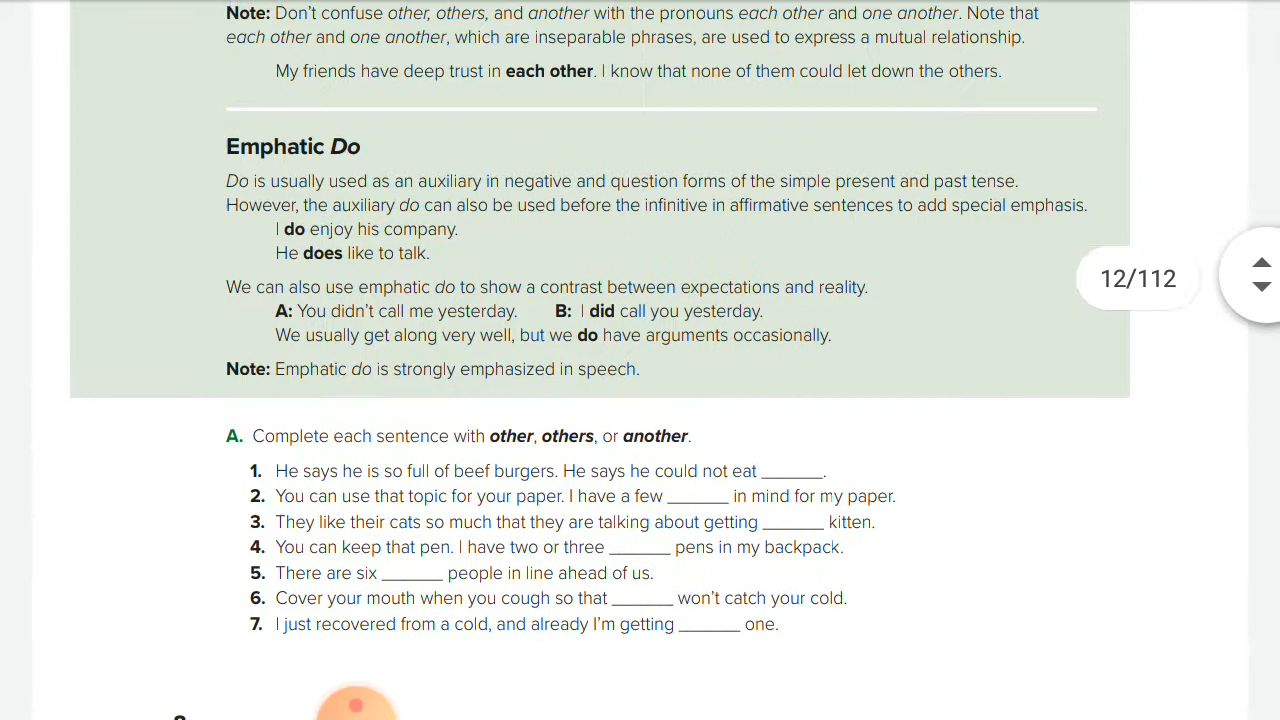 Note: Don't confuse other, others, and another with the pronouns each other and one another. Note that
each other and one another, which are inseparable phrases, are used to express a mutual relationship.
My friends have deep trust in each other. I know that none of them could let down the others.
Emphatic Do
Do is usually used as an auxiliary in negative and question forms of the simple present and past tense.
However, the auxiliary do can also be used before the infinitive in affirmative sentences to add special emphasis.
I do enjoy his company.
He does like to talk.
12/112
We can also use emphatic do to show a contrast between expectations and reality.
A: You didn't call me yesterday. B: I did call you yesterday.
We usually get along very well, but we do have arguments occasionally.
Note: Emphatic do is strongly emphasized in speech.
A. Complete each sentence with other, others, or another.
1. He says he is so full of beef burgers. He says he could not eat ______.
2. You can use that topic for your paper. I have a few ______ in mind for my paper.
3. They like their cats so much that they are talking about getting ______ kitten.
4. You can keep that pen. I have two or three ______ pens in my backpack.
5. There are six ______ people in line ahead of us.
6. Cover your mouth when you cough so that ______ won't catch your cold.
7. I just recovered from a cold, and already I'm getting ______ one.